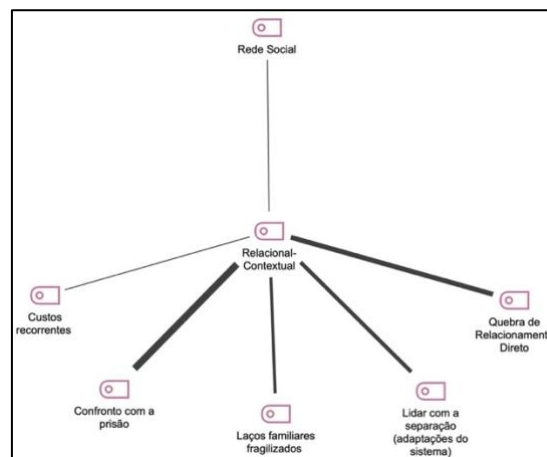 Rede Social
Relacional-
Contextual
Custos
recorrentes
Quebra de
Relacionament
Direto
Confronto com a
prisão
Laços familiares
fragilizados
Lidar com a
separação
(adaptações do
sistema)